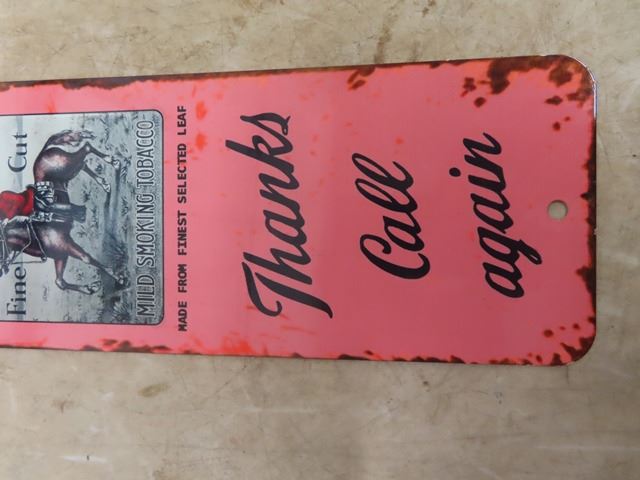 Fine Cut
MILD SMOKING TOBACCO
MADE FROM FINEST SELECTED LEAF
Thanks
Call
again